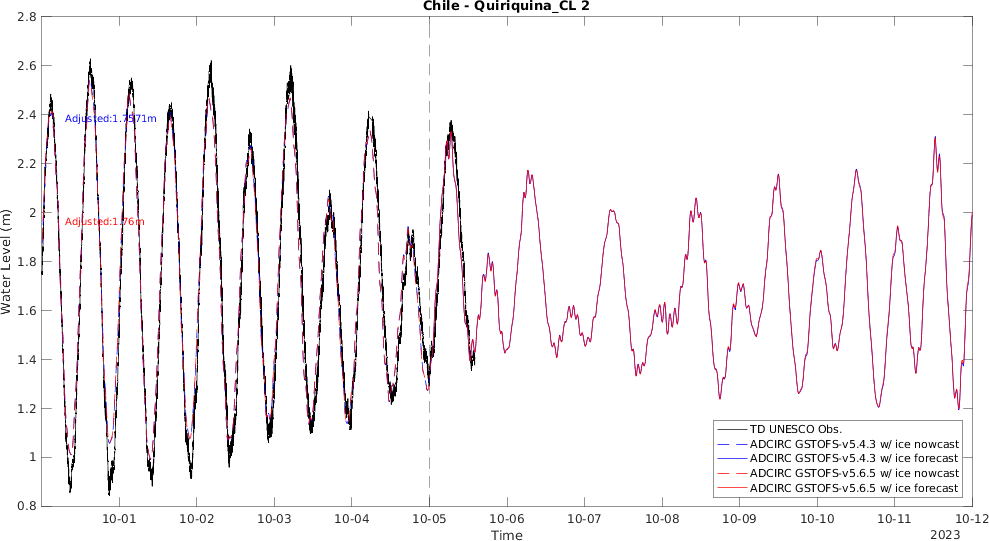 Chile - Quiriquina_CL 2
2.8
2.6
2.4
2.2
2
1.8
1.6
1.4
1.2
1
0.8
Water Level (m)
Adjusted:1.7571m
Adjusted:1.76m
TD UNESCO Obs.
ADCIRC GSTOFS-v5.4.3 w/ ice nowcast
ADCIRC GSTOFS-v5.4.3 w/ ice forecast
ADCIRC GSTOFS-v5.6.5 w/ ice nowcast
ADCIRC GSTOFS-v5.6.5 w/ ice forecast
10-01 10-02 10-03 10-04 10-05 10-06 10-07 10-08 10-09 10-10 10-11 10-12
Time
2023